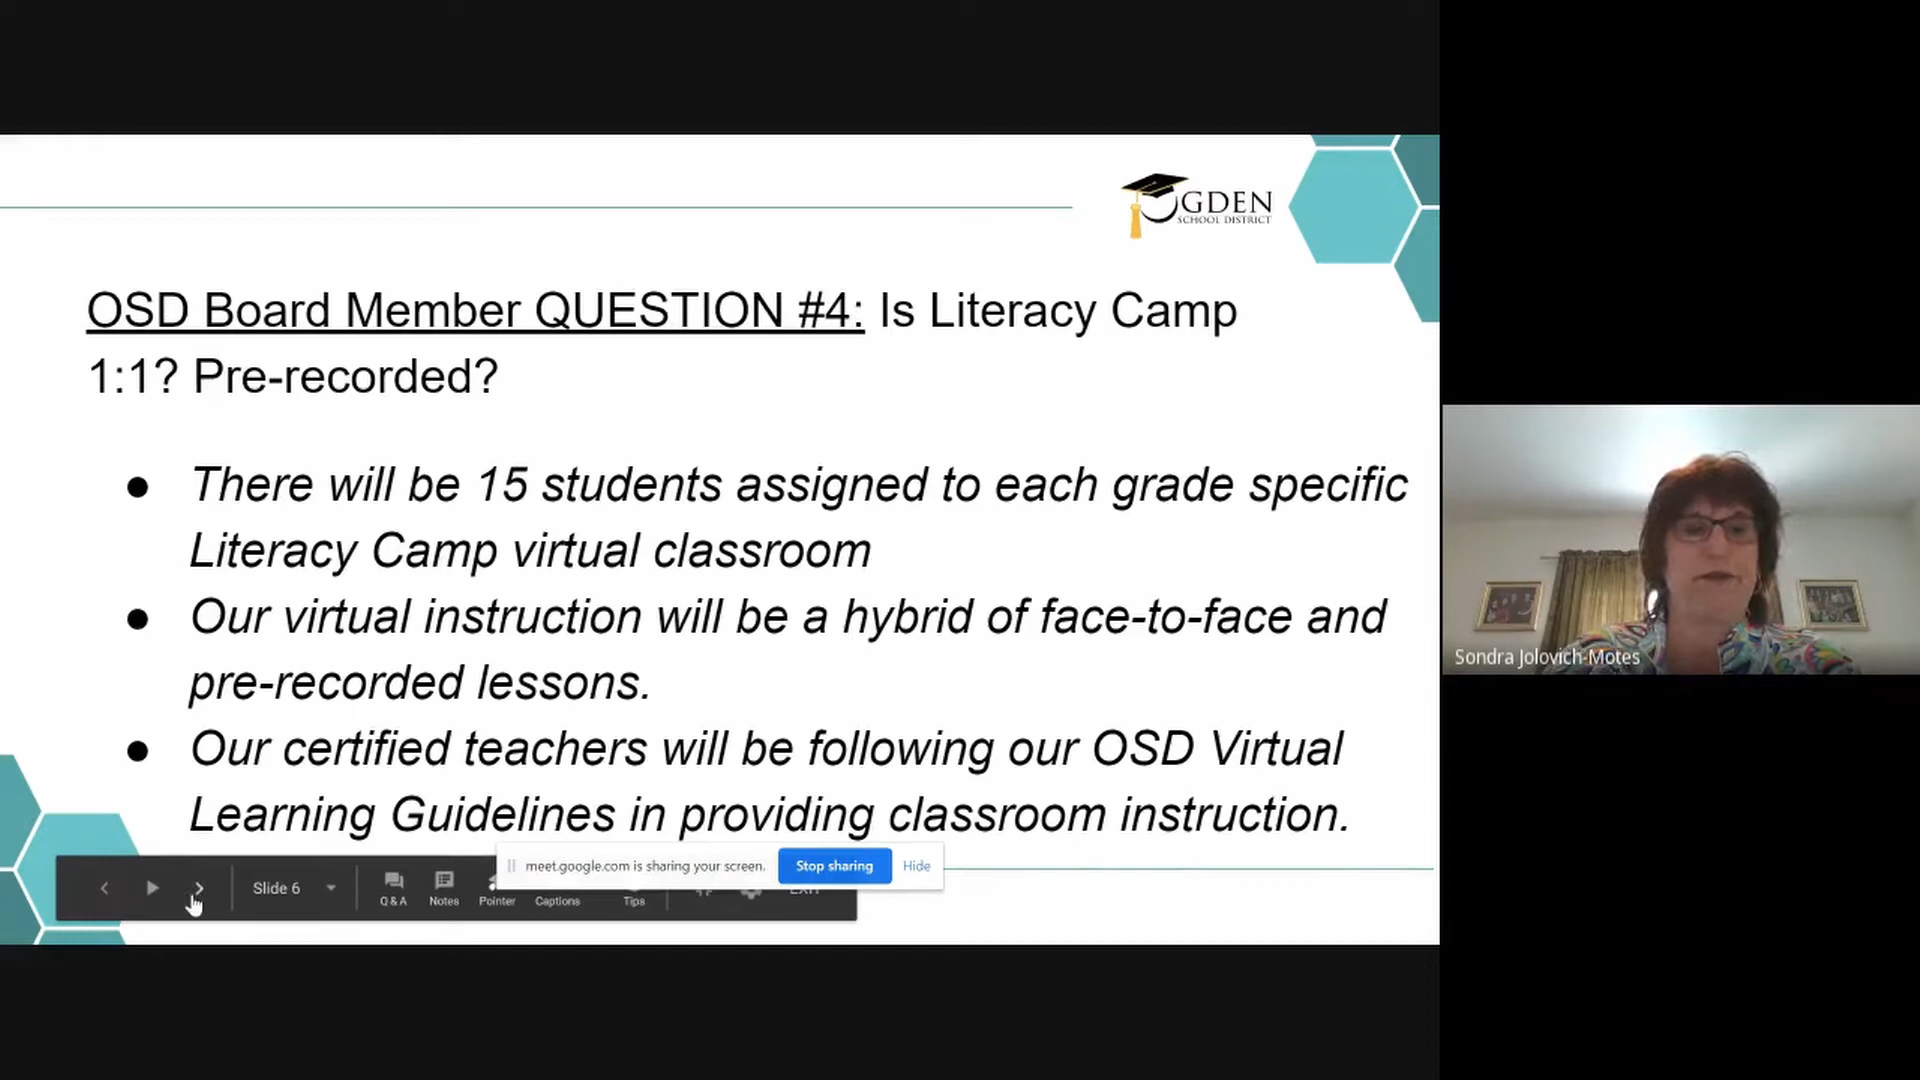 GDEN
SCHOOL DISTRICT
OSD Board Member QUESTION #4: Is Literacy Camp
1:1? Pre-recorded?
● There will be 15 students assigned to each grade specific
Literacy Camp virtual classroom
● Our virtual instruction will be a hybrid of face-to-face and
pre-recorded lessons.
● Our certified teachers will be following our OSD Virtual
Learning Guidelines in providing classroom instruction.
meet.google.com is sharing your screen. Stop sharing Hide
Slide 6
Q & A Notes Pointer Captions Tips
Sondra Jolovich-Motes